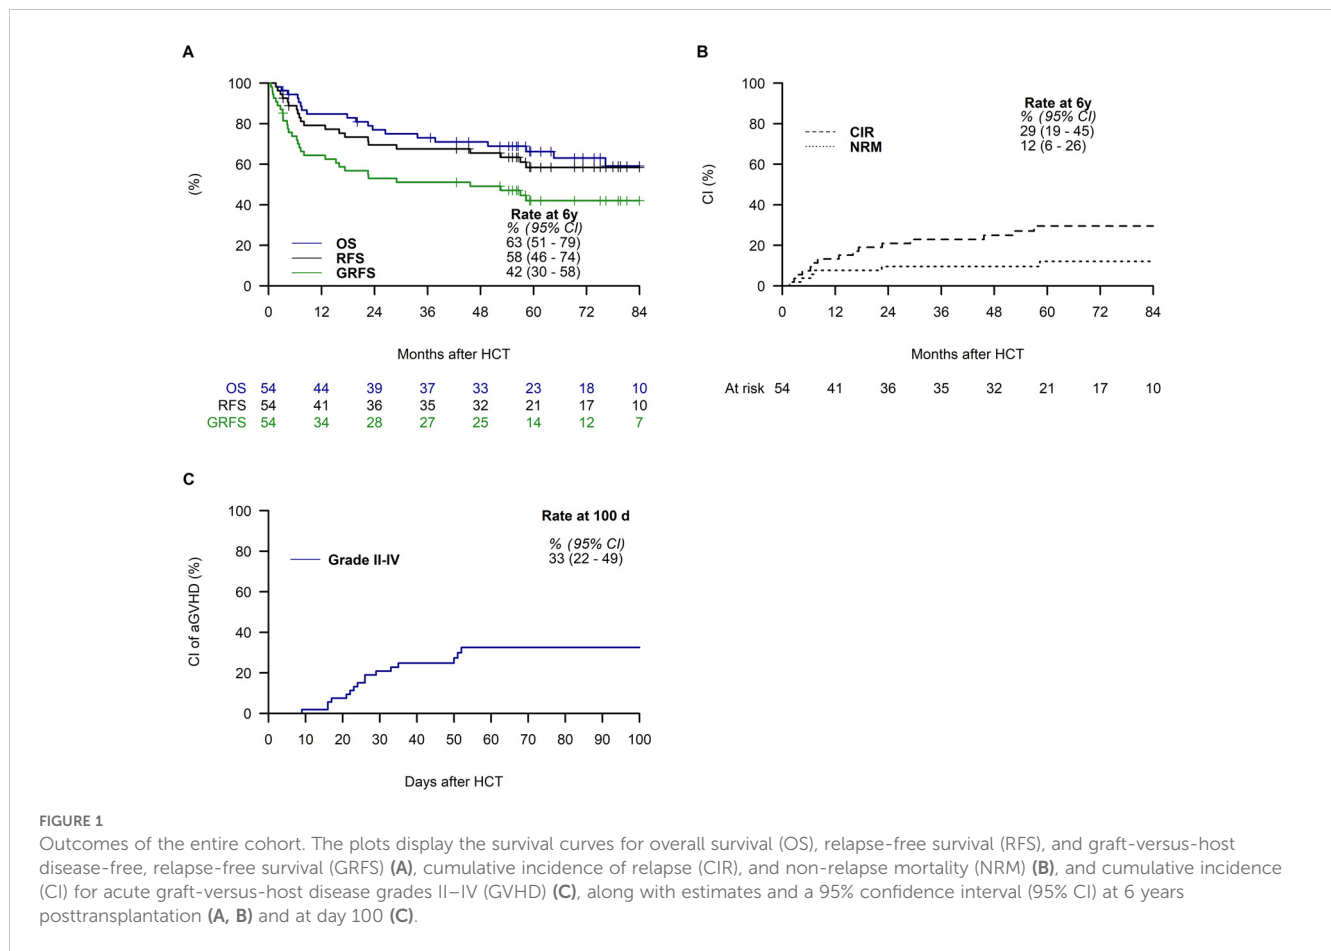 A
100
80
60
40
20
0
(%)
OS
RFS
GRFS
Rate at 6y
% (95% CI)
63 (51 - 79)
58 (46 - 74)
42 (30 - 58)
0 12 24 36 48 60 72 84
Months after HCT
OS 54 44 39 37 33 23 18 10
RFS 54 41 36 35 32 21 17 10
GRFS 54 34 28 27 25 14 12 7
B
100
80
60
40
20
0
CI (%)
CIR
NRM
Rate at 6y
% (95% CI)
29 (19 - 45)
12 (6 - 26)
0 12 24 36 48 60 72 84
Months after HCT
At risk 54 41 36 35 32 21 17 10
C
100
80
60
40
20
0
CI of aGVHD (%)
Grade II-IV
Rate at 100 d
% (95% CI)
33 (22 - 49)
0 10 20 30 40 50 60 70 80 90 100
Days after HCT
FIGURE 1
Outcomes of the entire cohort. The plots display the survival curves for overall survival (OS), relapse-free survival (RFS), and graft-versus-host
disease-free, relapse-free survival (GRFS) (A), cumulative incidence of relapse (CIR), and non-relapse mortality (NRM) (B), and cumulative incidence
(CI) for acute graft-versus-host disease grades II–IV (GVHD) (C), along with estimates and a 95% confidence interval (95% CI) at 6 years
posttransplantation (A, B) and at day 100 (C).